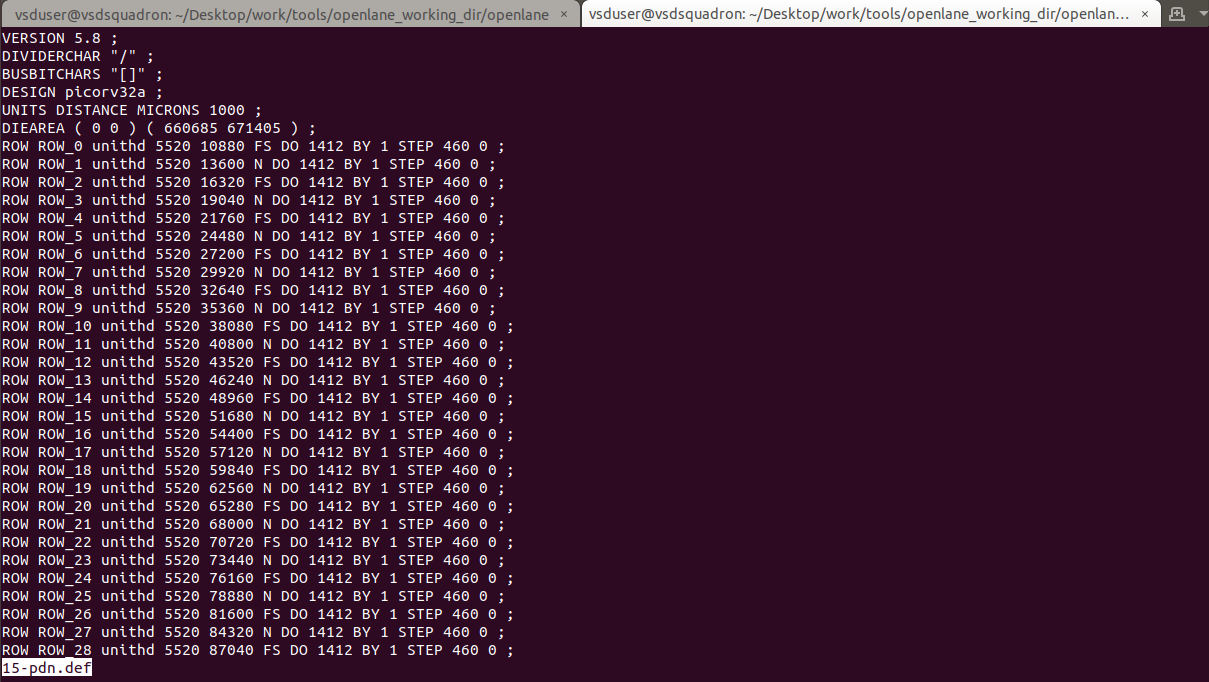 vsduser@vsdsquadron: ~/Desktop/work/tools/openlane_working_dir/openlane × vsduser@vsdsquadron: ~/Desktop/work/tools/openlane_working_dir/openlan... ×
VERSION 5.8 ;
DIVIDERCHAR "/" ;
BUSBITCHARS "[]" ;
DESIGN picorv32a ;
UNITS DISTANCE MICRONS 1000 ;
DIEAREA ( 0 0 ) ( 660685 671405 ) ;
ROW ROW_0 unithd 5520 10880 FS DO 1412 BY 1 STEP 460 0 ;
ROW ROW_1 unithd 5520 13600 N DO 1412 BY 1 STEP 460 0 ;
ROW ROW_2 unithd 5520 16320 FS DO 1412 BY 1 STEP 460 0 ;
ROW ROW_3 unithd 5520 19040 N DO 1412 BY 1 STEP 460 0 ;
ROW ROW_4 unithd 5520 21760 FS DO 1412 BY 1 STEP 460 0 ;
ROW ROW_5 unithd 5520 24480 N DO 1412 BY 1 STEP 460 0 ;
ROW ROW_6 unithd 5520 27200 FS DO 1412 BY 1 STEP 460 0 ;
ROW ROW_7 unithd 5520 29920 N DO 1412 BY 1 STEP 460 0 ;
ROW ROW_8 unithd 5520 32640 FS DO 1412 BY 1 STEP 460 0 ;
ROW ROW_9 unithd 5520 35360 N DO 1412 BY 1 STEP 460 0 ;
ROW ROW_10 unithd 5520 38080 FS DO 1412 BY 1 STEP 460 0 ;
ROW ROW_11 unithd 5520 40800 N DO 1412 BY 1 STEP 460 0 ;
ROW ROW_12 unithd 5520 43520 FS DO 1412 BY 1 STEP 460 0 ;
ROW ROW_13 unithd 5520 46240 N DO 1412 BY 1 STEP 460 0 ;
ROW ROW_14 unithd 5520 48960 FS DO 1412 BY 1 STEP 460 0 ;
ROW ROW_15 unithd 5520 51680 N DO 1412 BY 1 STEP 460 0 ;
ROW ROW_16 unithd 5520 54400 FS DO 1412 BY 1 STEP 460 0 ;
ROW ROW_17 unithd 5520 57120 N DO 1412 BY 1 STEP 460 0 ;
ROW ROW_18 unithd 5520 59840 FS DO 1412 BY 1 STEP 460 0 ;
ROW ROW_19 unithd 5520 62560 N DO 1412 BY 1 STEP 460 0 ;
ROW ROW_20 unithd 5520 65280 FS DO 1412 BY 1 STEP 460 0 ;
ROW ROW_21 unithd 5520 68000 N DO 1412 BY 1 STEP 460 0 ;
ROW ROW_22 unithd 5520 70720 FS DO 1412 BY 1 STEP 460 0 ;
ROW ROW_23 unithd 5520 73440 N DO 1412 BY 1 STEP 460 0 ;
ROW ROW_24 unithd 5520 76160 FS DO 1412 BY 1 STEP 460 0 ;
ROW ROW_25 unithd 5520 78880 N DO 1412 BY 1 STEP 460 0 ;
ROW ROW_26 unithd 5520 81600 FS DO 1412 BY 1 STEP 460 0 ;
ROW ROW_27 unithd 5520 84320 N DO 1412 BY 1 STEP 460 0 ;
ROW ROW_28 unithd 5520 87040 FS DO 1412 BY 1 STEP 460 0 ;
15-pdn.def